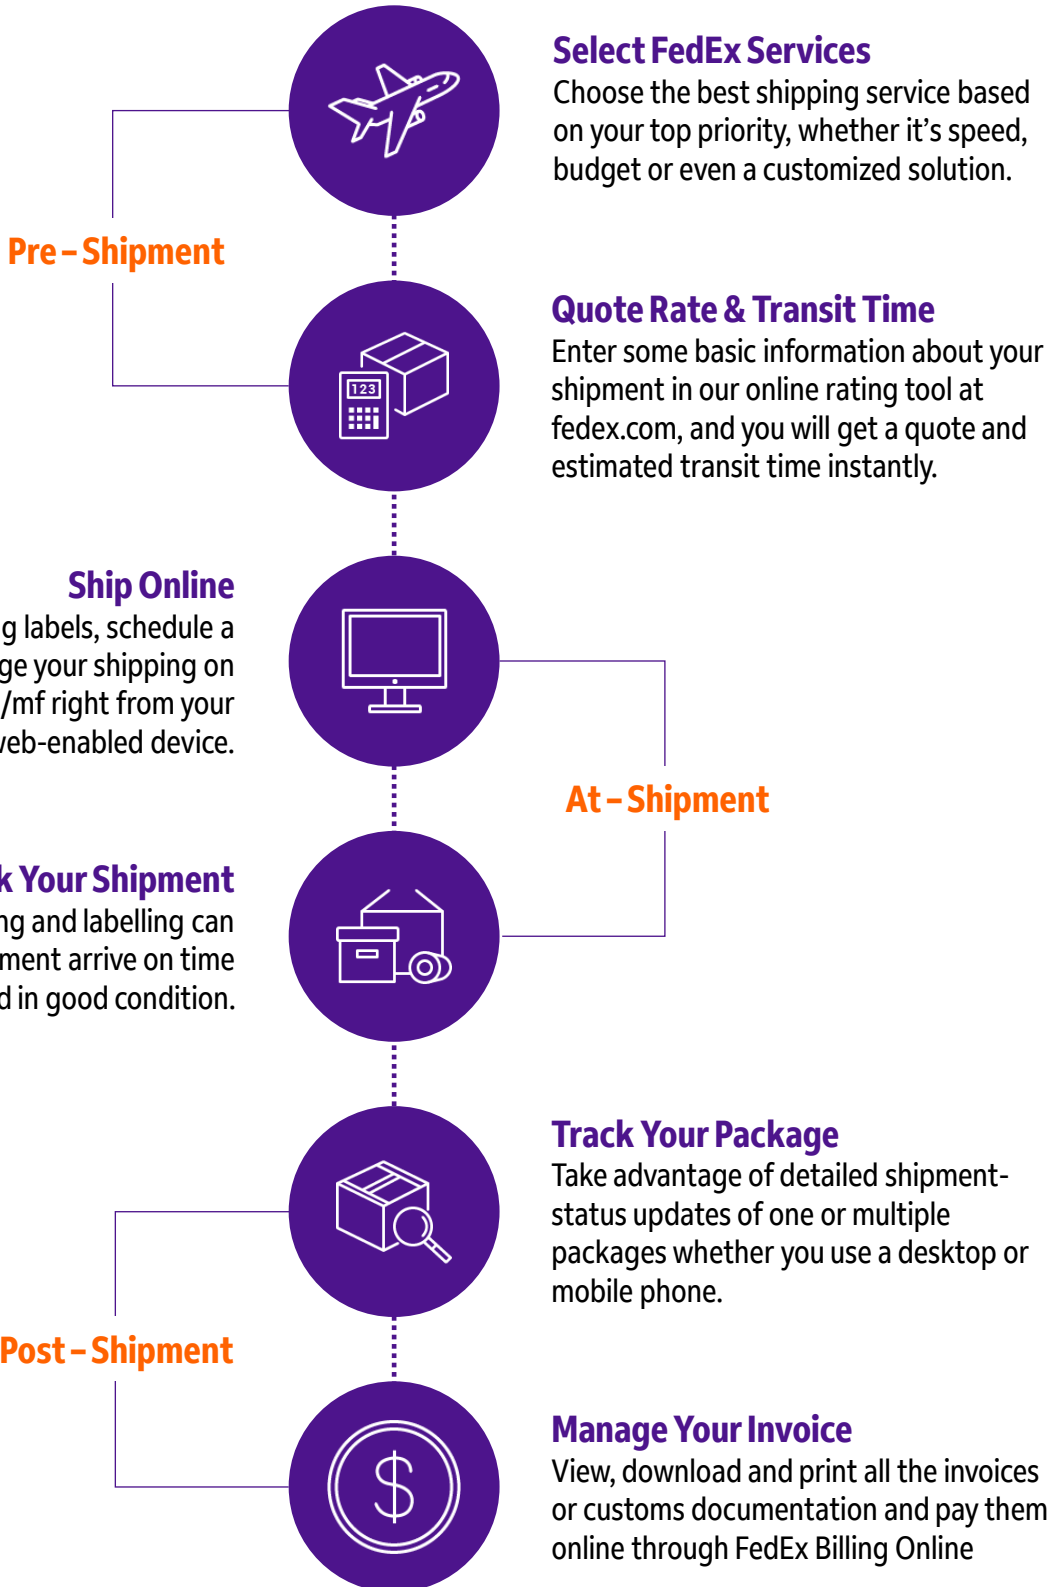 Select FedEx Services
Choose the best shipping service based
on your top priority, whether it’s speed,
budget or even a customized solution.
Pre – Shipment
Quote Rate & Transit Time
Enter some basic information about your
shipment in our online rating tool at
fedex.com, and you will get a quote and
estimated transit time instantly.
123
Ship Online
labels, schedule a
your shipping on
/mf right from your
web-enabled device.
At – Shipment
Your Shipment
and labelling can
arrive on time
in good condition.
Track Your Package
Take advantage of detailed shipment-
status updates of one or multiple
packages whether you use a desktop or
mobile phone.
Post – Shipment
$
Manage Your Invoice
View, download and print all the invoices
or customs documentation and pay them
online through FedEx Billing Online